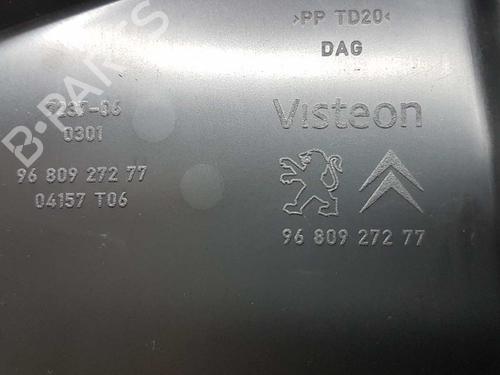 >PP TD20<
DAG
Visteon
0301
96 809 272 77
04157 T06
96 809 272 77
B-PARTS